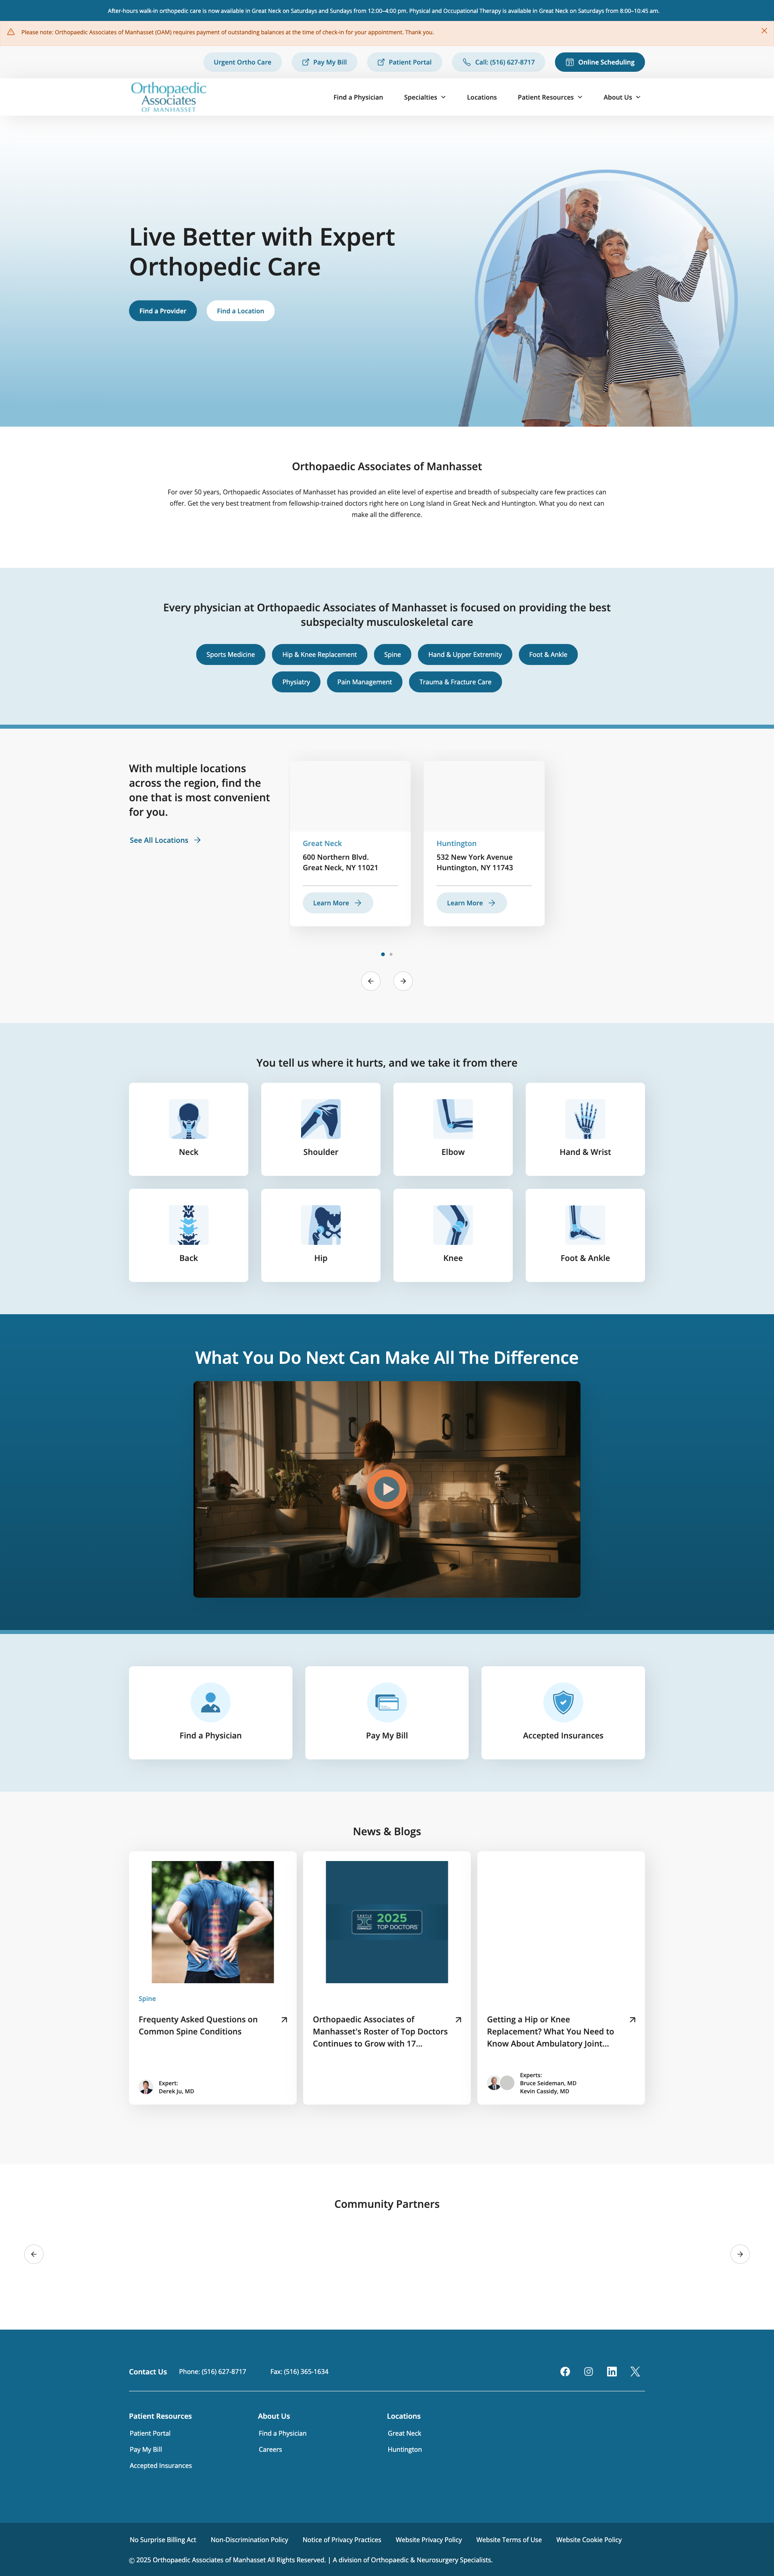 After-hours walk-in orthopedic care is now available in Great Neck on Saturdays and Sundays from 12:00–4:00 pm. Physical and Occupational Therapy is available in Great Neck on Saturdays from 8:00–10:45 am.
Please note: Orthopaedic Associates of Manhasset (OAM) requires payment of outstanding balances at the time of check-in for your appointment. Thank you.
Urgent Ortho Care
Pay My Bill
Patient Portal
Call: (516) 627-8717
Online Scheduling
Orthopaedic
Associates
OF MANHASSET
Find a Physician
Specialties
Locations
Patient Resources
About Us
Live Better with Expert
Orthopedic Care
Find a Provider
Find a Location
Orthopaedic Associates of Manhasset
For over 50 years, Orthopaedic Associates of Manhasset has provided an elite level of expertise and breadth of subspecialty care few practices can
offer. Get the very best treatment from fellowship-trained doctors right here on Long Island in Great Neck and Huntington. What you do next can
make all the difference.
Every physician at Orthopaedic Associates of Manhasset is focused on providing the best
subspecialty musculoskeletal care
Sports Medicine
Hip & Knee Replacement
Spine
Hand & Upper Extremity
Foot & Ankle
Physiatry
Pain Management
Trauma & Fracture Care
With multiple locations
across the region, find the
one that is most convenient
for you.
See All Locations
Great Neck
600 Northern Blvd.
Great Neck, NY 11021
Learn More
Huntington
532 New York Avenue
Huntington, NY 11743
Learn More
You tell us where it hurts, and we take it from there
Neck
Shoulder
Elbow
Hand & Wrist
Back
Hip
Knee
Foot & Ankle
What You Do Next Can Make All The Difference
Find a Physician
Pay My Bill
Accepted Insurances
News & Blogs
Spine
Frequenty Asked Questions on
Common Spine Conditions
Expert:
Derek Ju, MD
CASTLE
CONNOLLY
2025
TOP DOCTORS
Orthopaedic Associates of
Manhasset's Roster of Top Doctors
Continues to Grow with 17...
Getting a Hip or Knee
Replacement? What You Need to
Know About Ambulatory Joint...
Experts:
Bruce Seideman, MD
Kevin Cassidy, MD
Community Partners
Contact Us
Phone: (516) 627-8717
Fax: (516) 365-1634
Patient Resources
Patient Portal
Pay My Bill
Accepted Insurances
About Us
Find a Physician
Careers
Locations
Great Neck
Huntington
No Surprise Billing Act
Non-Discrimination Policy
Notice of Privacy Practices
Website Privacy Policy
Website Terms of Use
Website Cookie Policy
© 2025 Orthopaedic Associates of Manhasset All Rights Reserved. | A division of Orthopaedic & Neurosurgery Specialists.